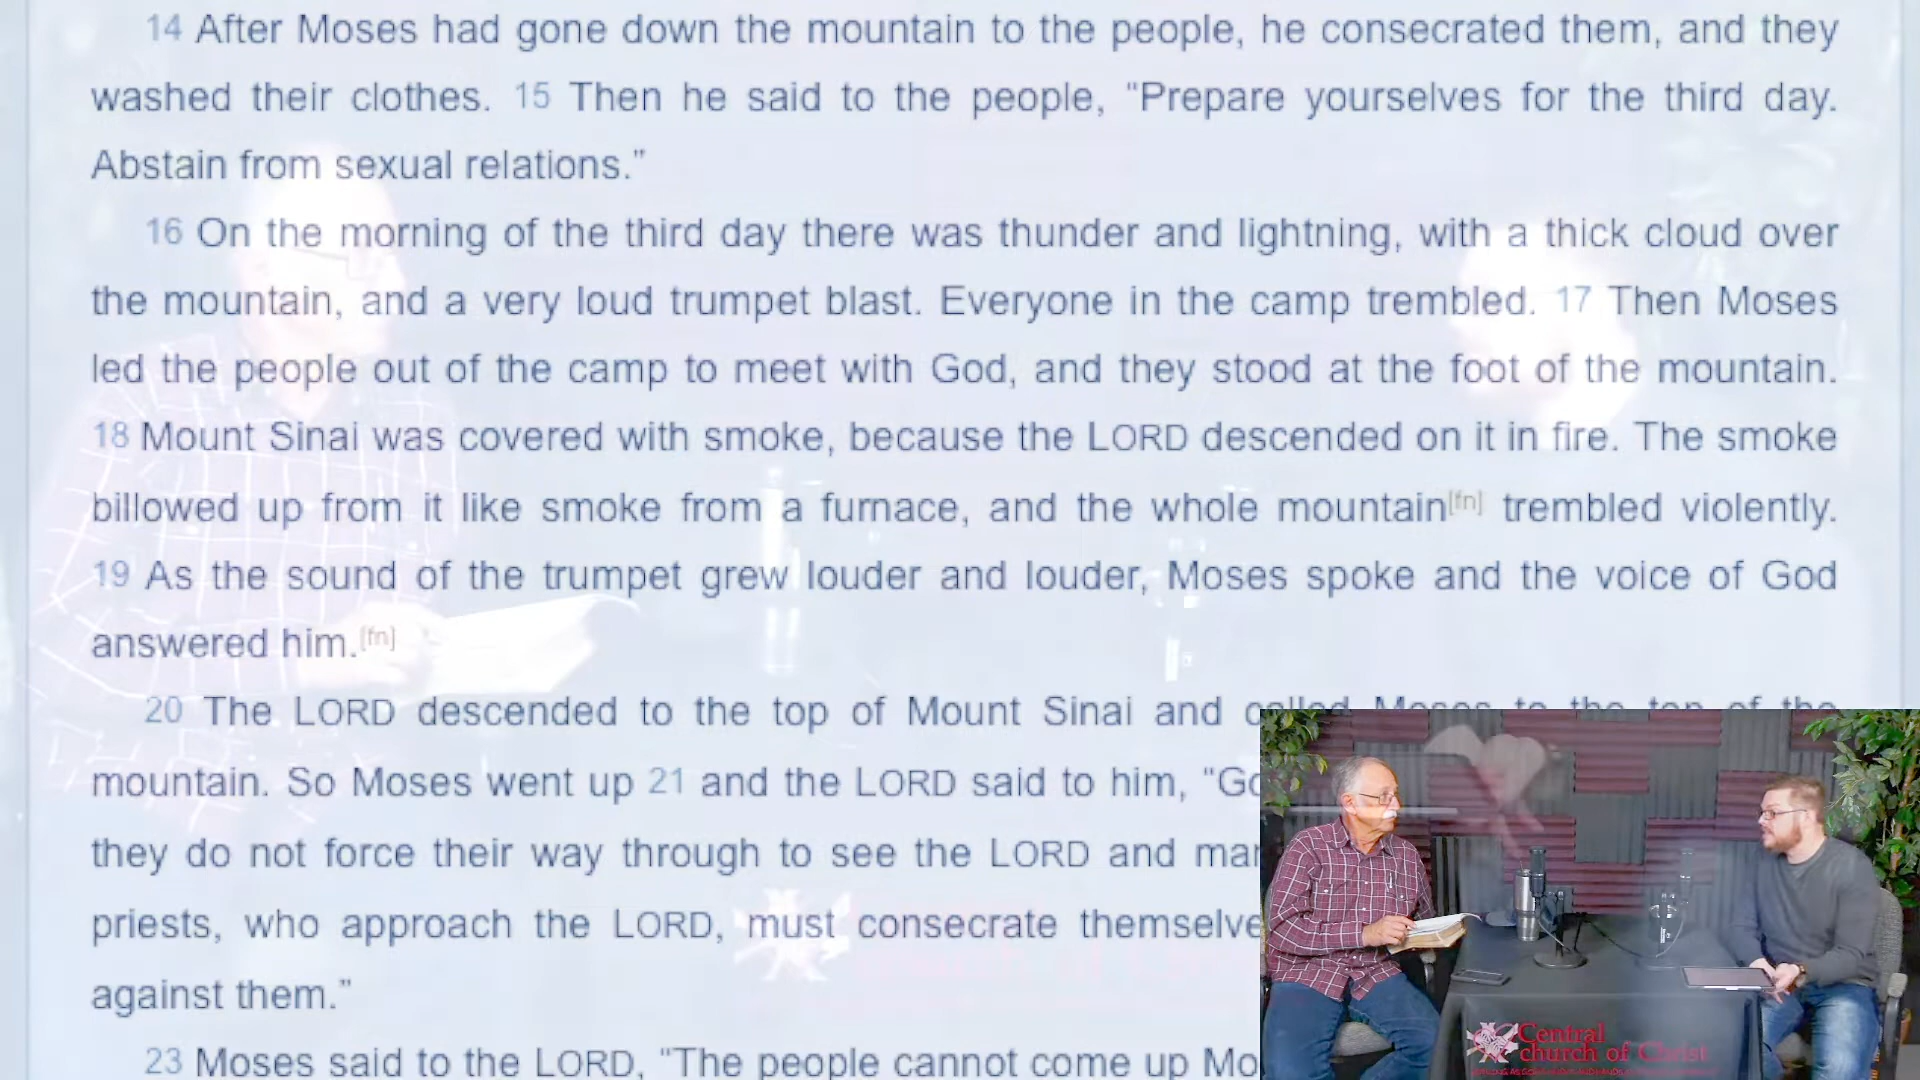 14 After Moses had gone down the mountain to the people, he consecrated them, and they
washed their clothes. 15 Then he said to the people, “Prepare yourselves for the third day.
Abstain from sexual relations.”
16 On the morning of the third day there was thunder and lightning, with a thick cloud over
the mountain, and a very loud trumpet blast. Everyone in the camp trembled. 17 Then Moses
led the people out of the camp to meet with God, and they stood at the foot of the mountain.
18 Mount Sinai was covered with smoke, because the LORD descended on it in fire. The smoke
billowed up from it like smoke from a furnace, and the whole mountain[fn] trembled violently.
19 As the sound of the trumpet grew louder and louder, Moses spoke and the voice of God
answered him.[fn]
20 The LORD descended to the top of Mount Sinai and called Moses to the top of the
mountain. So Moses went up 21 and the LORD said to him, “Go
they do not force their way through to see the LORD and
priests, who approach the LORD, must consecrate
against them.”
23 Moses said to the LORD, “The people cannot come up
Central
church of Christ